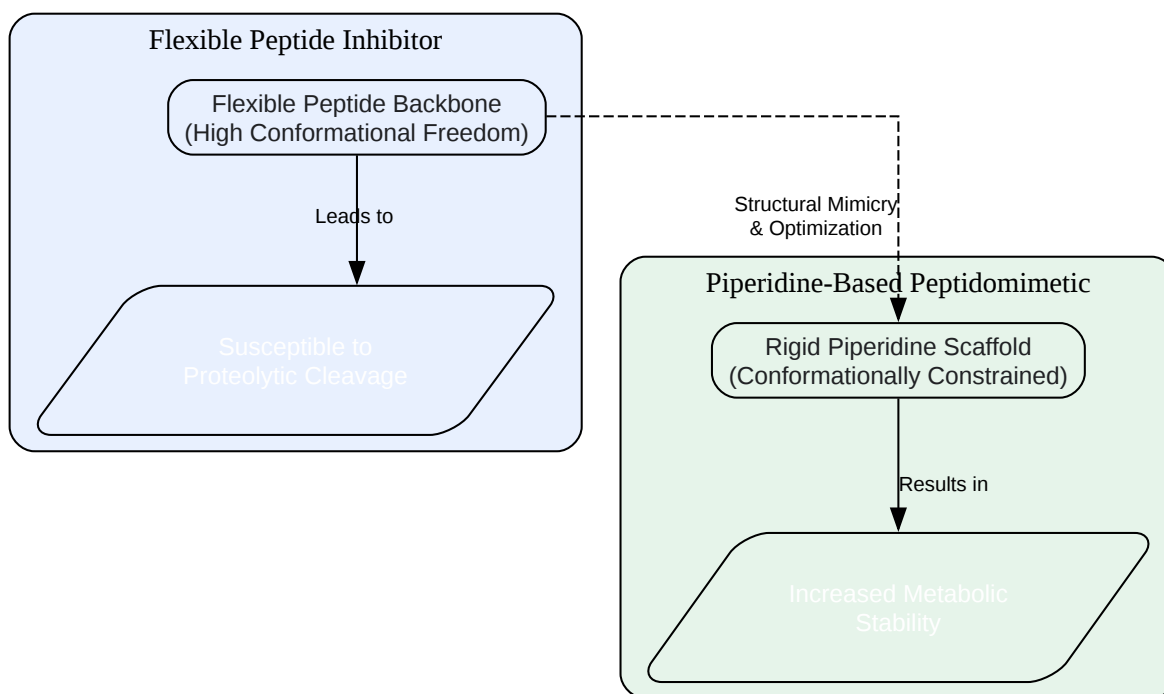 Flexible Peptide Inhibitor
Flexible Peptide Backbone
(High Conformational Freedom)
Leads to
Susceptible to
Proteolytic Cleavage
Structural Mimicry
& Optimization
Piperidine-Based Peptidomimetic
Rigid Piperidine Scaffold
(Conformationally Constrained)
Results in
Increased Metabolic
Stability